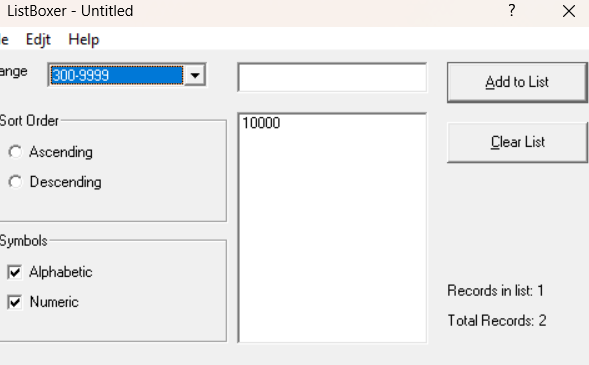 ListBoxer - Untitled
?
le Edjt Help
ange
300-9999
Add to List
Sort Order
10000
Clear List
Ascending
Descending
Symbols
Alphabetic
Numeric
Records in list: 1
Total Records: 2